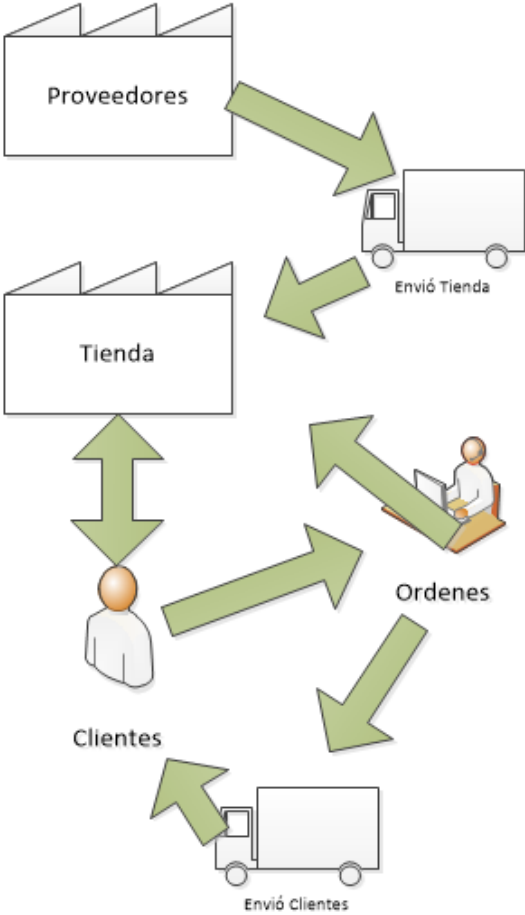 Proveedores
Envió Tienda
Tienda
Ordenes
Clientes
Envió Clientes